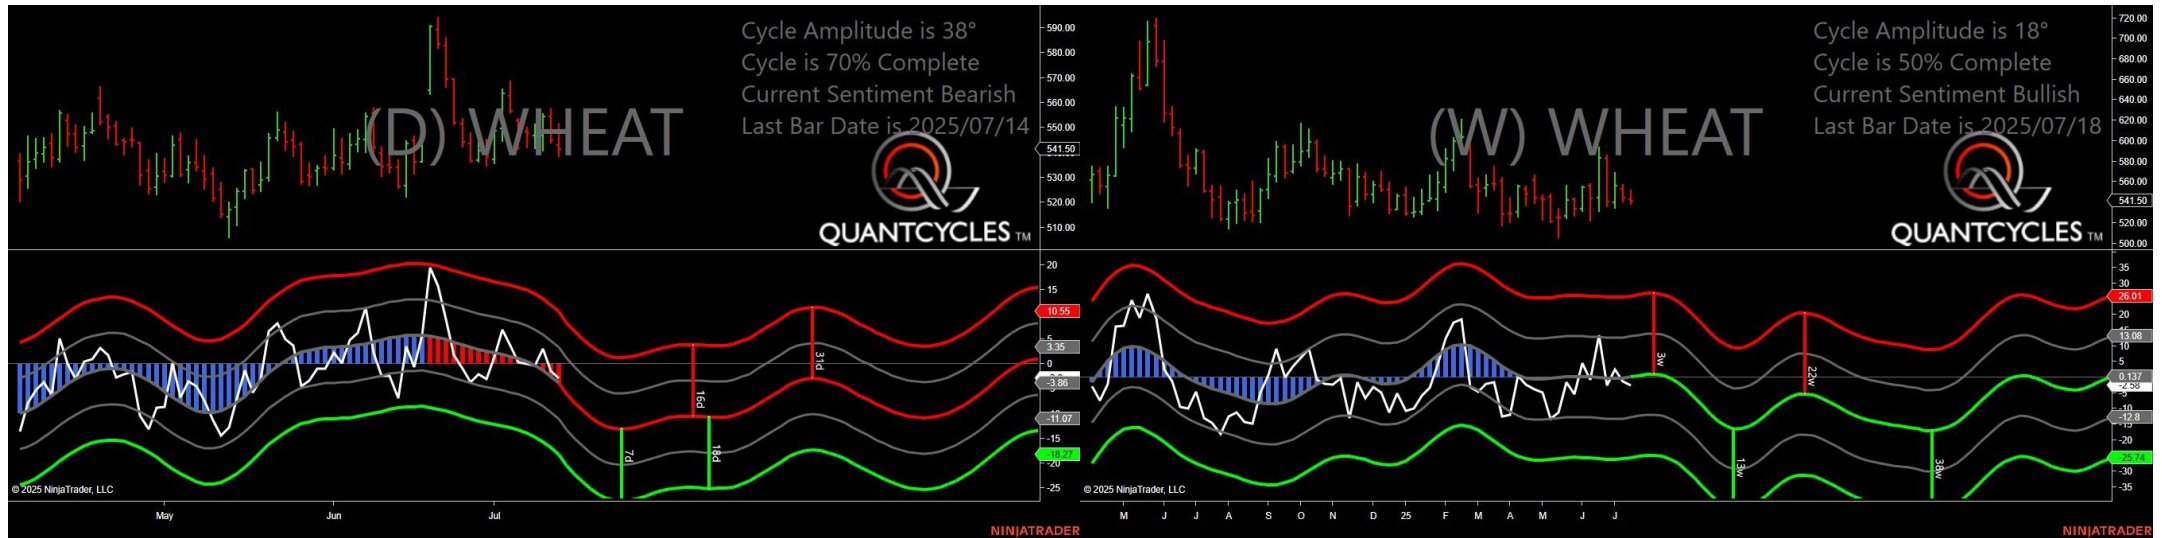 Cycle Amplitude is 38°
Cycle is 70% Complete
Current Sentiment Bearish
Last Bar Date is 2025/07/14
(D) WHEAT
QUANTCYCLES TM
590.00
580.00
570.00
560.00
550.00
541.50
530.00
520.00
510.00
20
15
10.55
5
3.35
0
-3.86
-11.07
-15
-18.27
-20
-25
16d
31d
7d
18d
© 2025 NinjaTrader, LLC
May
Jun
Jul
NINJATRADER
Cycle Amplitude is 18°
Cycle is 50% Complete
Current Sentiment Bullish
Last Bar Date is 2025/07/18
(W) WHEAT
QUANTCYCLES TM
720.00
700.00
680.00
660.00
640.00
620.00
600.00
580.00
560.00
541.50
520.00
500.00
35
30
26.01
20
13.08
10
5
0.137
-2.58
-5
-10
-12.8
-20
-25.74
-30
-35
3w
22w
13w
38w
© 2025 NinjaTrader, LLC
M
J
J
A
S
O
N
D
25
F
M
A
M
J
J
NINJATRADER